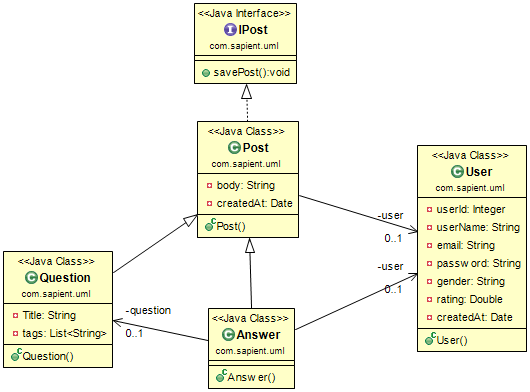 <<Java Interface>>
IPost
com.sapient.uml
savePost():void
<<Java Class>>
Post
com.sapient.uml
body: String
createdAt: Date
Post()
<<Java Class>>
User
com.sapient.uml
userId: Integer
userName: String
email: String
password: String
gender: String
rating: Double
createdAt: Date
User()
-user
0..1
-user
0..1
<<Java Class>>
Question
com.sapient.uml
Title: String
tags: List<String>
Question()
-question
0..1
<<Java Class>>
Answer
com.sapient.uml
Answer()